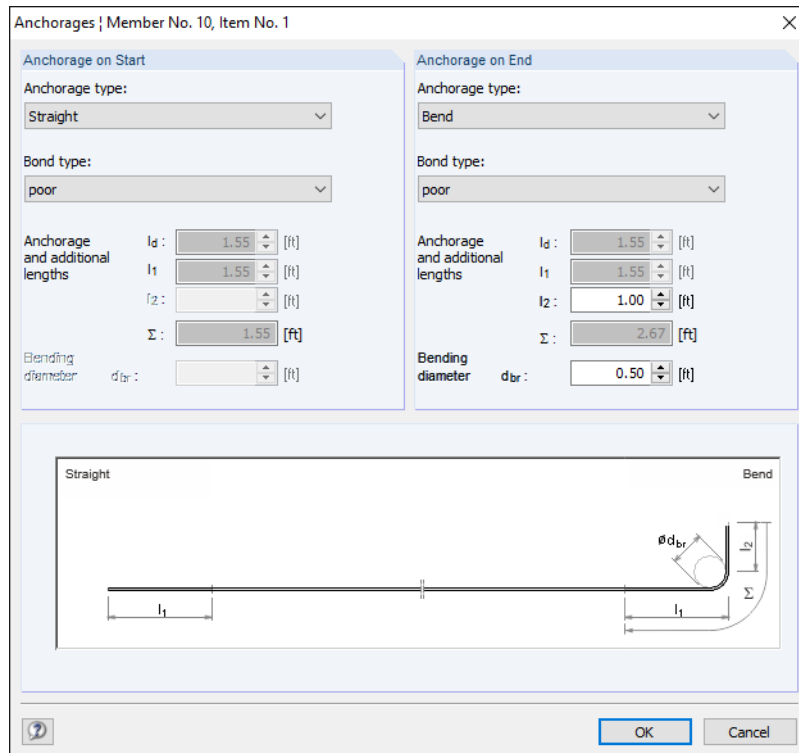 Anchorages ¦ Member No. 10, Item No. 1
Anchorage on Start
Anchorage type:
Straight
Bond type:
poor
Anchorage and additional lengths
ld : 1.55 [ft]
l1 1.55 [ft]
l2 : [ft]
Σ : 1.55 [ft]
Bending diameter dbr : [ft]
Anchorage on End
Anchorage type:
Bend
Bond type:
poor
Anchorage and additional lengths
ld : 1.55 [ft]
l1 1.55 [ft]
l2 : 1.00 [ft]
Σ : 2.67 [ft]
Bending diameter dbr : 0.50 [ft]
Straight
Bend
ødbr
l2
Σ
l1
l1
?
OK
Cancel